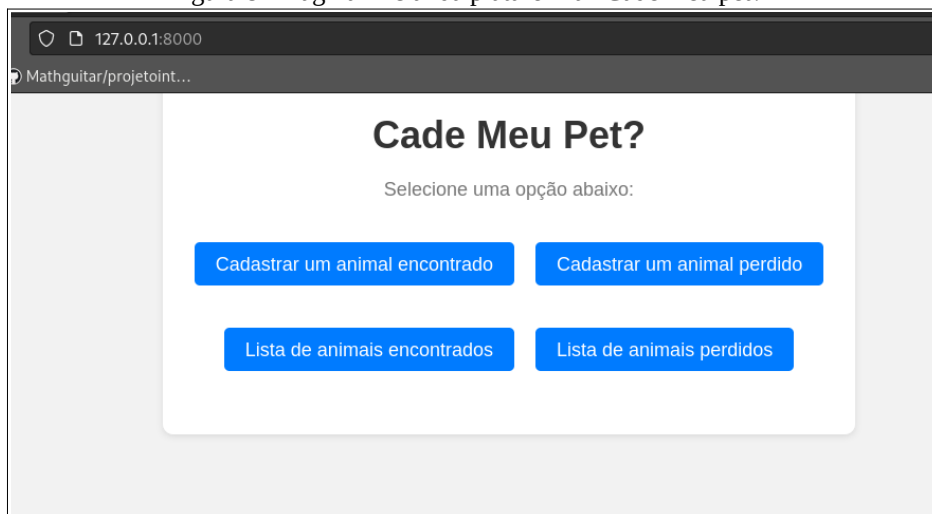 127.0.0.1:8000
Mathguitar/projetoint...
Cade Meu Pet?
Selecione uma opção abaixo:
Cadastrar um animal encontrado Cadastrar um animal perdido
Lista de animais encontrados Lista de animais perdidos